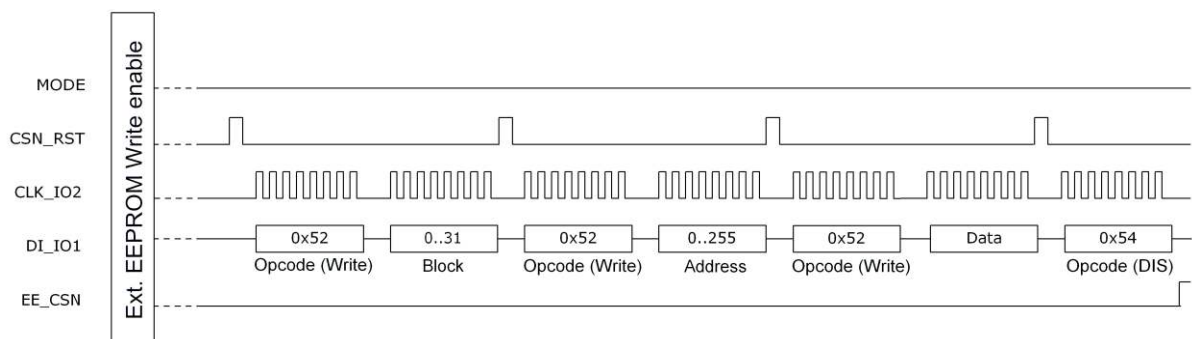 Ext. EEPROM Write enable
MODE
CSN_RST
CLK_IO2
DI_IO1
0x52
0..31
0x52
0..255
0x52
Data
0x54
Opcode (Write)
Block
Opcode (Write)
Address
Opcode (Write)
Opcode (DIS)
EE_CSN